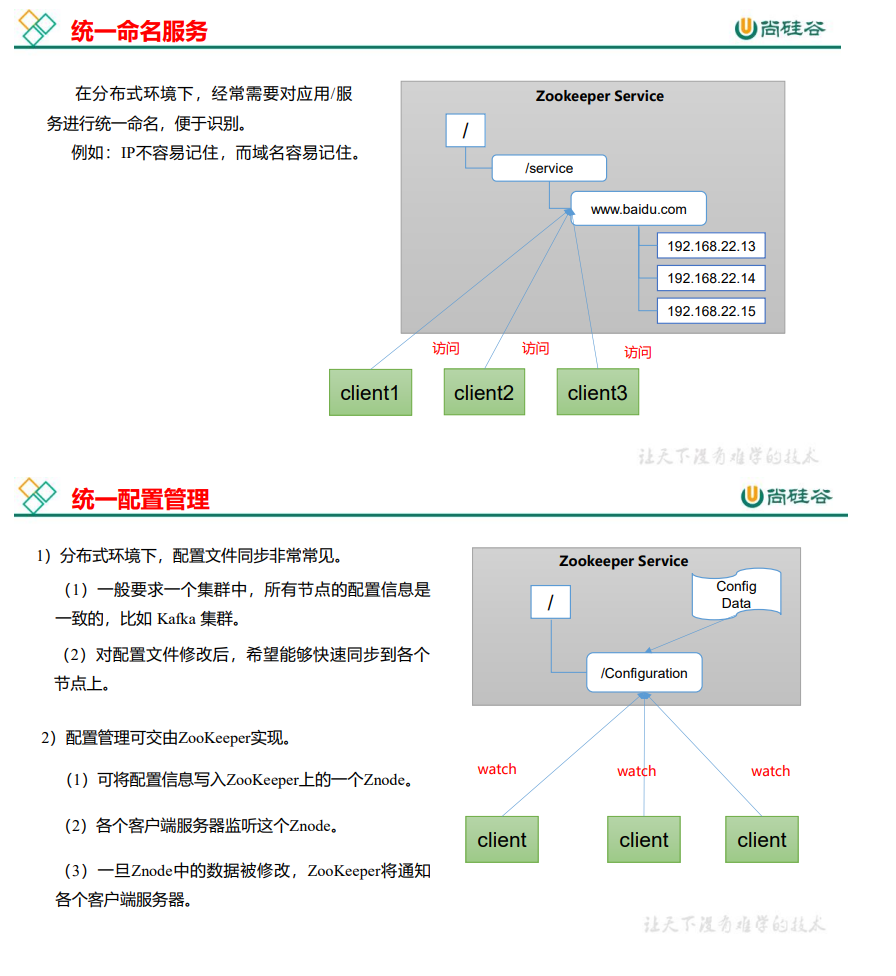 统一命名服务
尚硅谷
在分布式环境下，经常需要对应用/服
务进行统一命名，便于识别。
例如：IP不容易记住，而域名容易记住。
Zookeeper Service
/
/service
www.baidu.com
192.168.22.13
192.168.22.14
192.168.22.15
访问
访问
访问
client1
client2
client3
让天下没有难学的技术
统一配置管理
尚硅谷
1）分布式环境下，配置文件同步非常常见。
（1）一般要求一个集群中，所有节点的配置信息是
一致的，比如 Kafka 集群。
（2）对配置文件修改后，希望能够快速同步到各个
节点上。
2）配置管理可交由ZooKeeper实现。
（1）可将配置信息写入ZooKeeper上的一个Znode。
（2）各个客户端服务器监听这个Znode。
（3）一旦Znode中的数据被修改，ZooKeeper将通知
各个客户端服务器。
Zookeeper Service
/
Config
Data
/Configuration
watch
watch
watch
client
client
client
让天下没有难学的技术